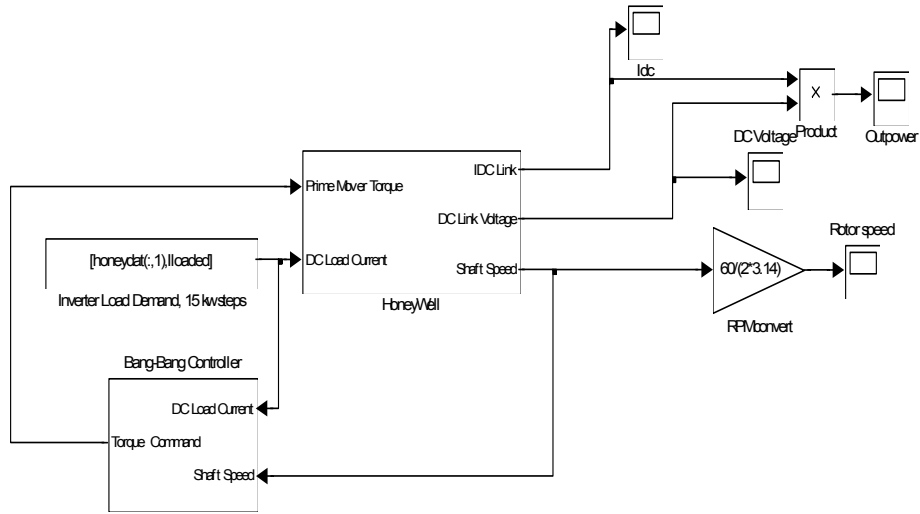 Idc
X
Product
Outpower
DC Voltage
IDC Link
Prime Mover Torque
DC Link Voltage
[honeydat(:,1),Iloaded]
DC Load Current
Shaft Speed
Inverter Load Demand, 15 kw steps
HoneyWell
Rotor speed
60/(2*3.14)
RPMconvert
Bang-Bang Controller
DC Load Current
Torque Command
Shaft Speed